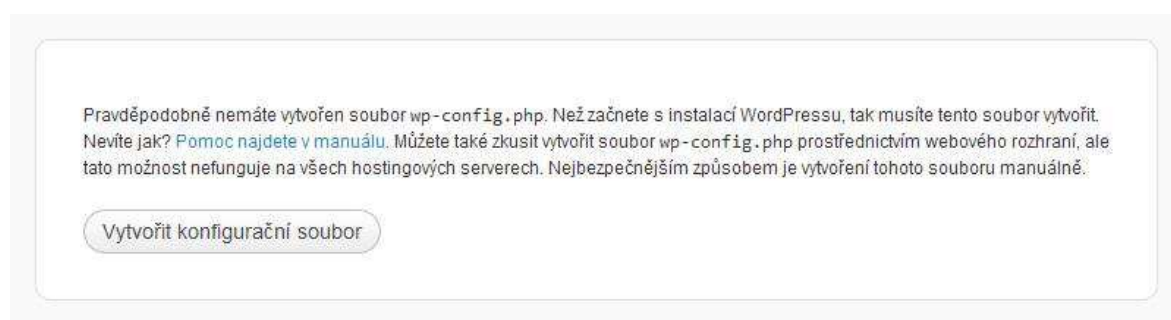 Pravděpodobně nemáte vytvořen soubor wp-config.php. Než začnete s instalací WordPressu, tak musíte tento soubor vytvořit.
Nevíte jak? Pomoc najdete v manuálu. Můžete také zkusit vytvořit soubor wp-config.php prostřednictvím webového rozhraní, ale
tato možnost nefunguje na všech hostingových serverech. Nejbezpečnějším způsobem je vytvoření tohoto souboru manuálně.
Vytvořit konfigurační soubor